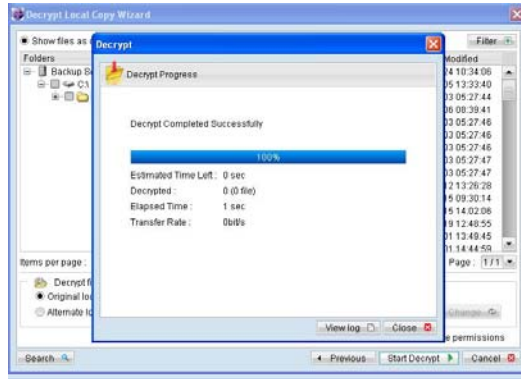 Decrypt Local Copy Wizard
Show files as
Filter
Folders
Modified
Backup
C:\
Decrypt
Decrypt Progress
Decrypt Completed Successfully
100%
Estimated Time Left : 0 sec
Decrypted : 0 (0 file)
Elapsed Time : 1 sec
Transfer Rate : 0bit/s
View log
Close
24 10:34:06
05 13:33:40
03 05:27:44
06 08:39:41
03 05:27:46
03 05:27:46
03 05:27:46
03 05:27:47
03 05:27:47
12 13:26:28
15 09:30:14
15 14:02:06
19 12:48:55
01 13:49:45
01 14:44:59
Items per page :
Page : 1 / 1
Decrypt
Original
Alternate
Change
permissions
Search
Previous
Start Decrypt
Cancel